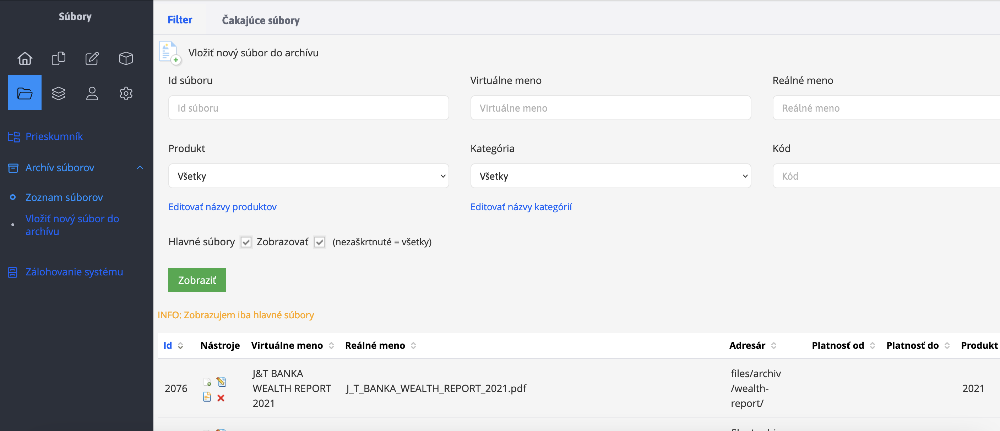 Súbory
Prieskumník
Archív súborov
Zoznam súborov
Vložiť nový súbor do
archívu
Zálohovanie systému
Filter
Čakajúce súbory
Vložiť nový súbor do archívu
Id súboru
Virtuálne meno
Reálné meno
Id súboru
Virtuálne meno
Reálné meno
Produkt
Kategória
Kód
Všetky
Všetky
Kód
Editovať názvy produktov
Editovať názvy kategórií
Hlavné súbory Zobrazovať (nezaškrtnuté = všetky)
Zobraziť
INFO: Zobrazujem iba hlavné súbory
Id Nástroje Virtuálne meno Reálné meno Adresár Platnosť od Platnosť do Produkt
2076
J&T BANKA
WEALTH REPORT
2021
J_T_BANKA_WEALTH_REPORT_2021.pdf
files/archiv
/wealth-
report/
2021